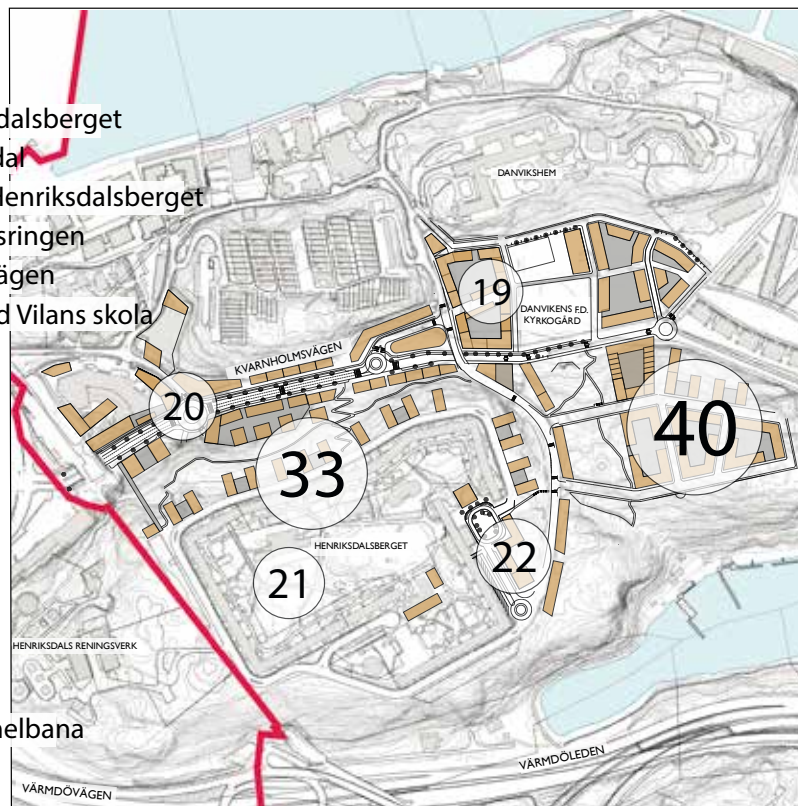 dalsberget
dal
Henriksdalsberget
sringen
ägen
d Vilans skola
DANVIKSHEM
19
DANVIKENS F.D.
KYRKOGÅRD
KVARNHOLMSVÄGEN
20
40
33
HENRIKSDALSBERGET
22
21
HENRIKSDALS RENINGSVERK
nelbana
VÄRMDÖLEDEN
VÄRMDÖVÄGEN